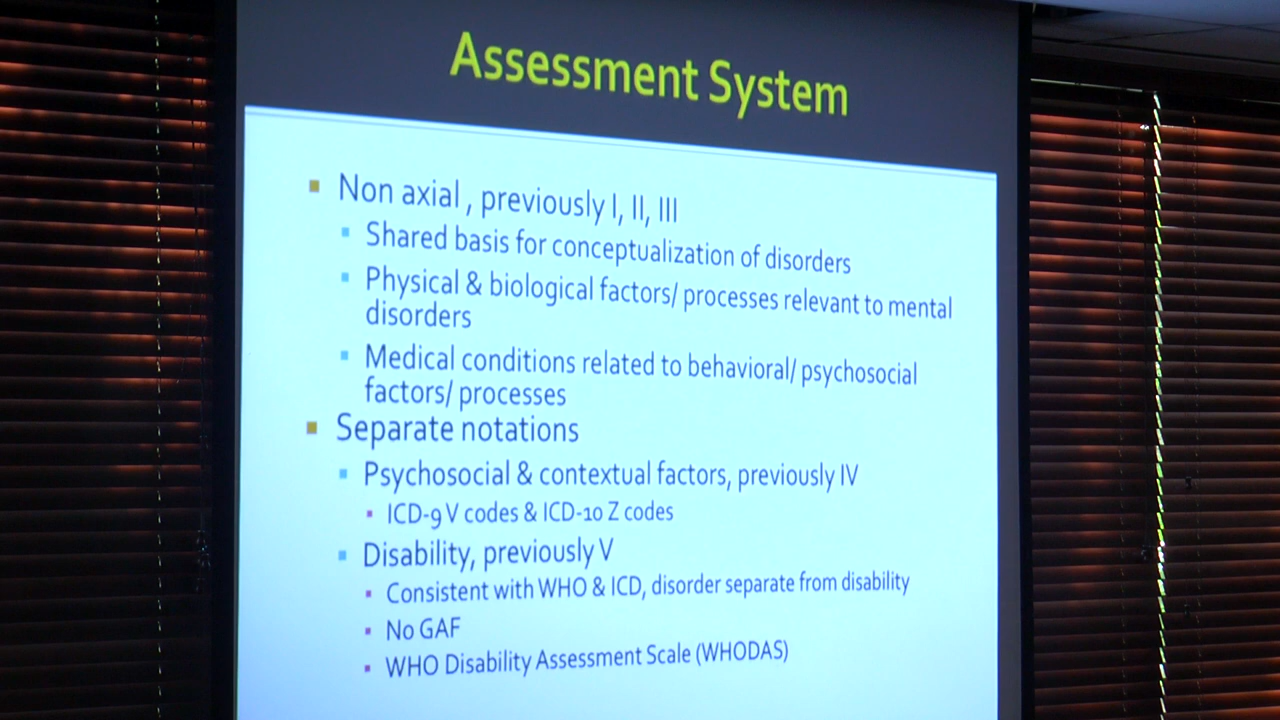 Assessment System
Non axial , previously I, II, III
Shared basis for conceptualization of disorders
Physical & biological factors/ processes relevant to mental
disorders
Medical conditions related to behavioral/ psychosocial
factors/ processes
Separate notations
Psychosocial & contextual factors, previously IV
ICD-9 V codes & ICD-10 Z codes
Disability, previously V
Consistent with WHO & ICD, disorder separate from disability
No GAF
WHO Disability Assessment Scale (WHODAS)